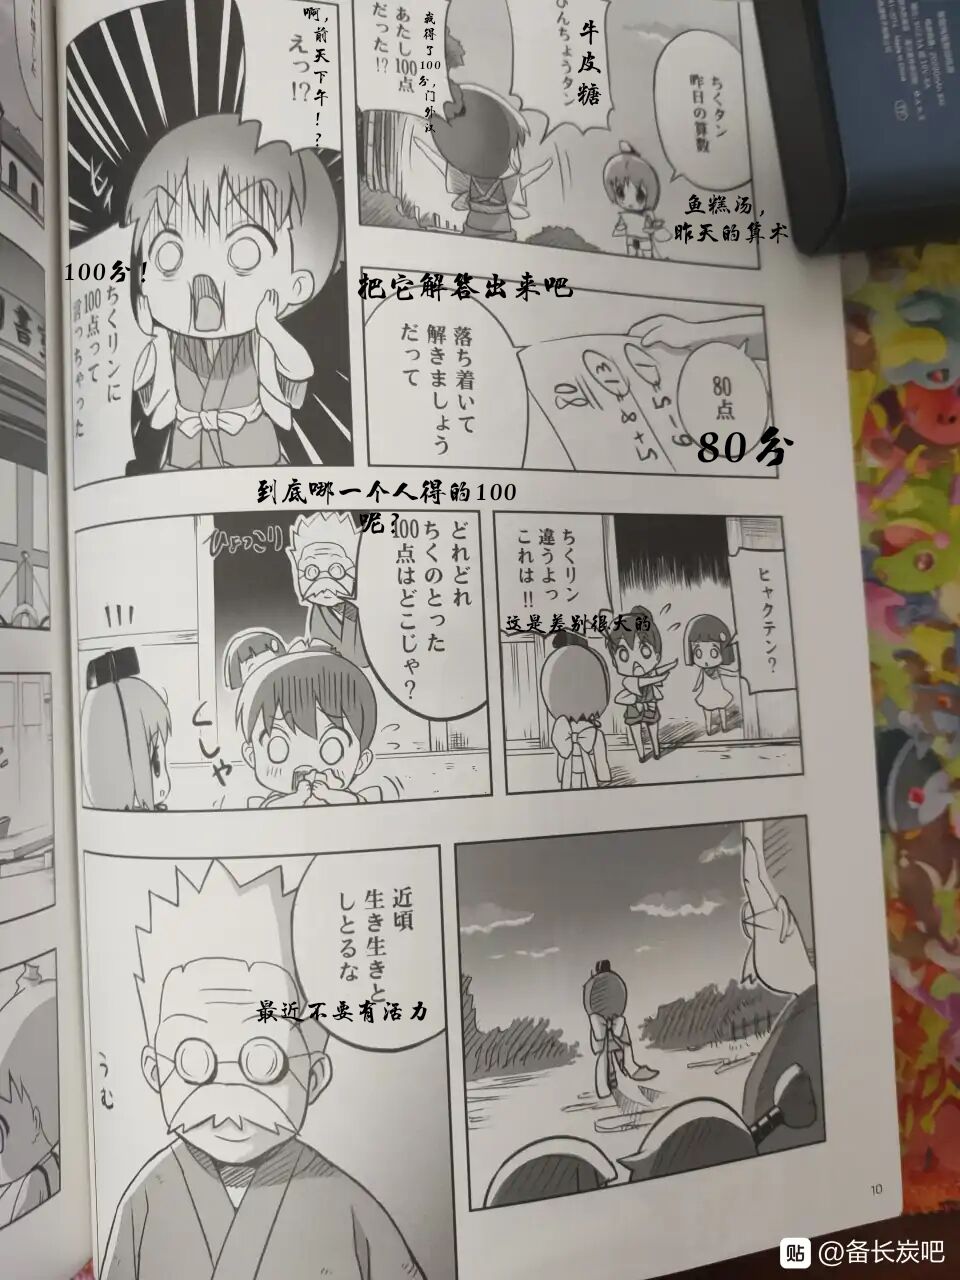 ちくタン
昨日の算数
鱼糕汤,
昨天的算术
びんちょうタン
牛皮糖
あたし100点
だった!?
我得了100分,门外汉
啊,前天下午!?
えっ!?
100分!
ちくリンに
100点って
言っちゃった
80点
80分
把它解答出来吧
落ち着いて
解きましょう
だって
ヒャクテン?
ちくリン
違うよっ
これは!!
这是差别很大的
到底哪一个人得的100
呢?
どれどれ
ちくのとった
100点はどこじゃ?
ひょっこり
くしゃ
近頃
生き生きと
しとるな
最近不要有活力
うむ
10
贴 @备长炭吧